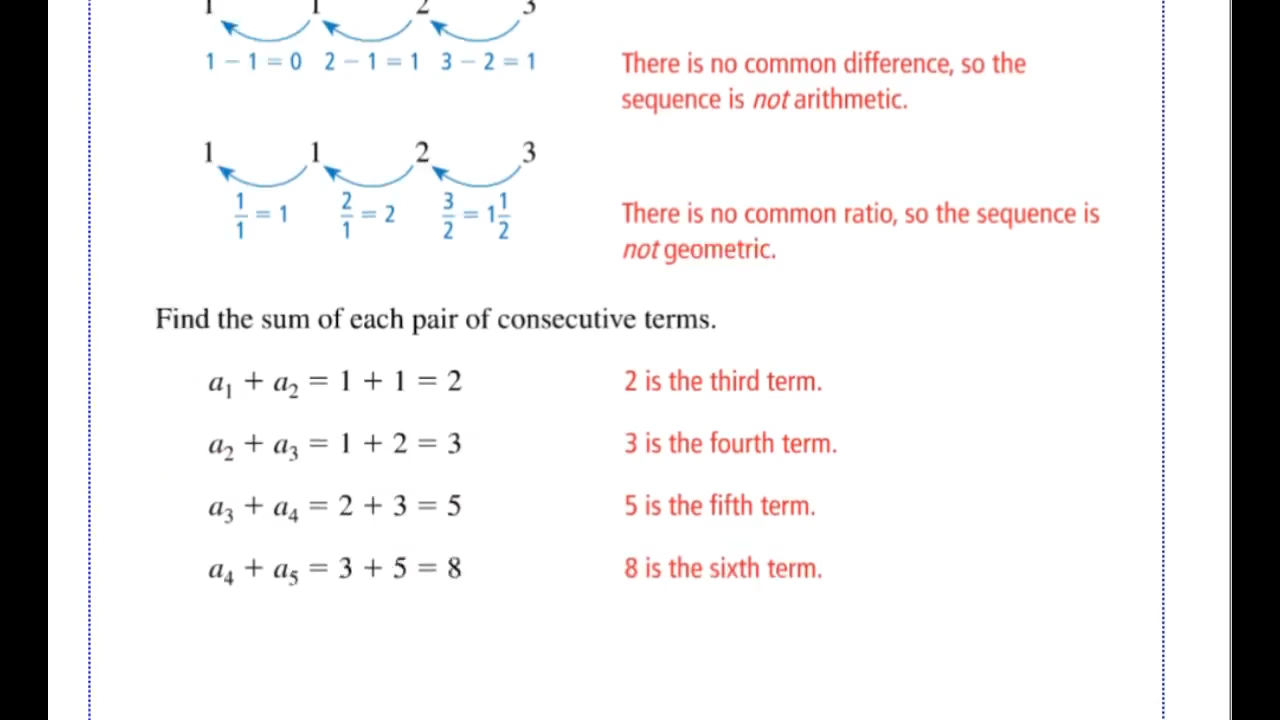 1 1 2 3
1 − 1 = 0 2 − 1 = 1 3 − 2 = 1
There is no common difference, so the
sequence is not arithmetic.
1 1 2 3
1/1 = 1 2/1 = 2 3/2 = 1 1/2
There is no common ratio, so the sequence is
not geometric.
Find the sum of each pair of consecutive terms.
a₁ + a₂ = 1 + 1 = 2 2 is the third term.
a₂ + a₃ = 1 + 2 = 3 3 is the fourth term.
a₃ + a₄ = 2 + 3 = 5 5 is the fifth term.
a₄ + a₅ = 3 + 5 = 8 8 is the sixth term.